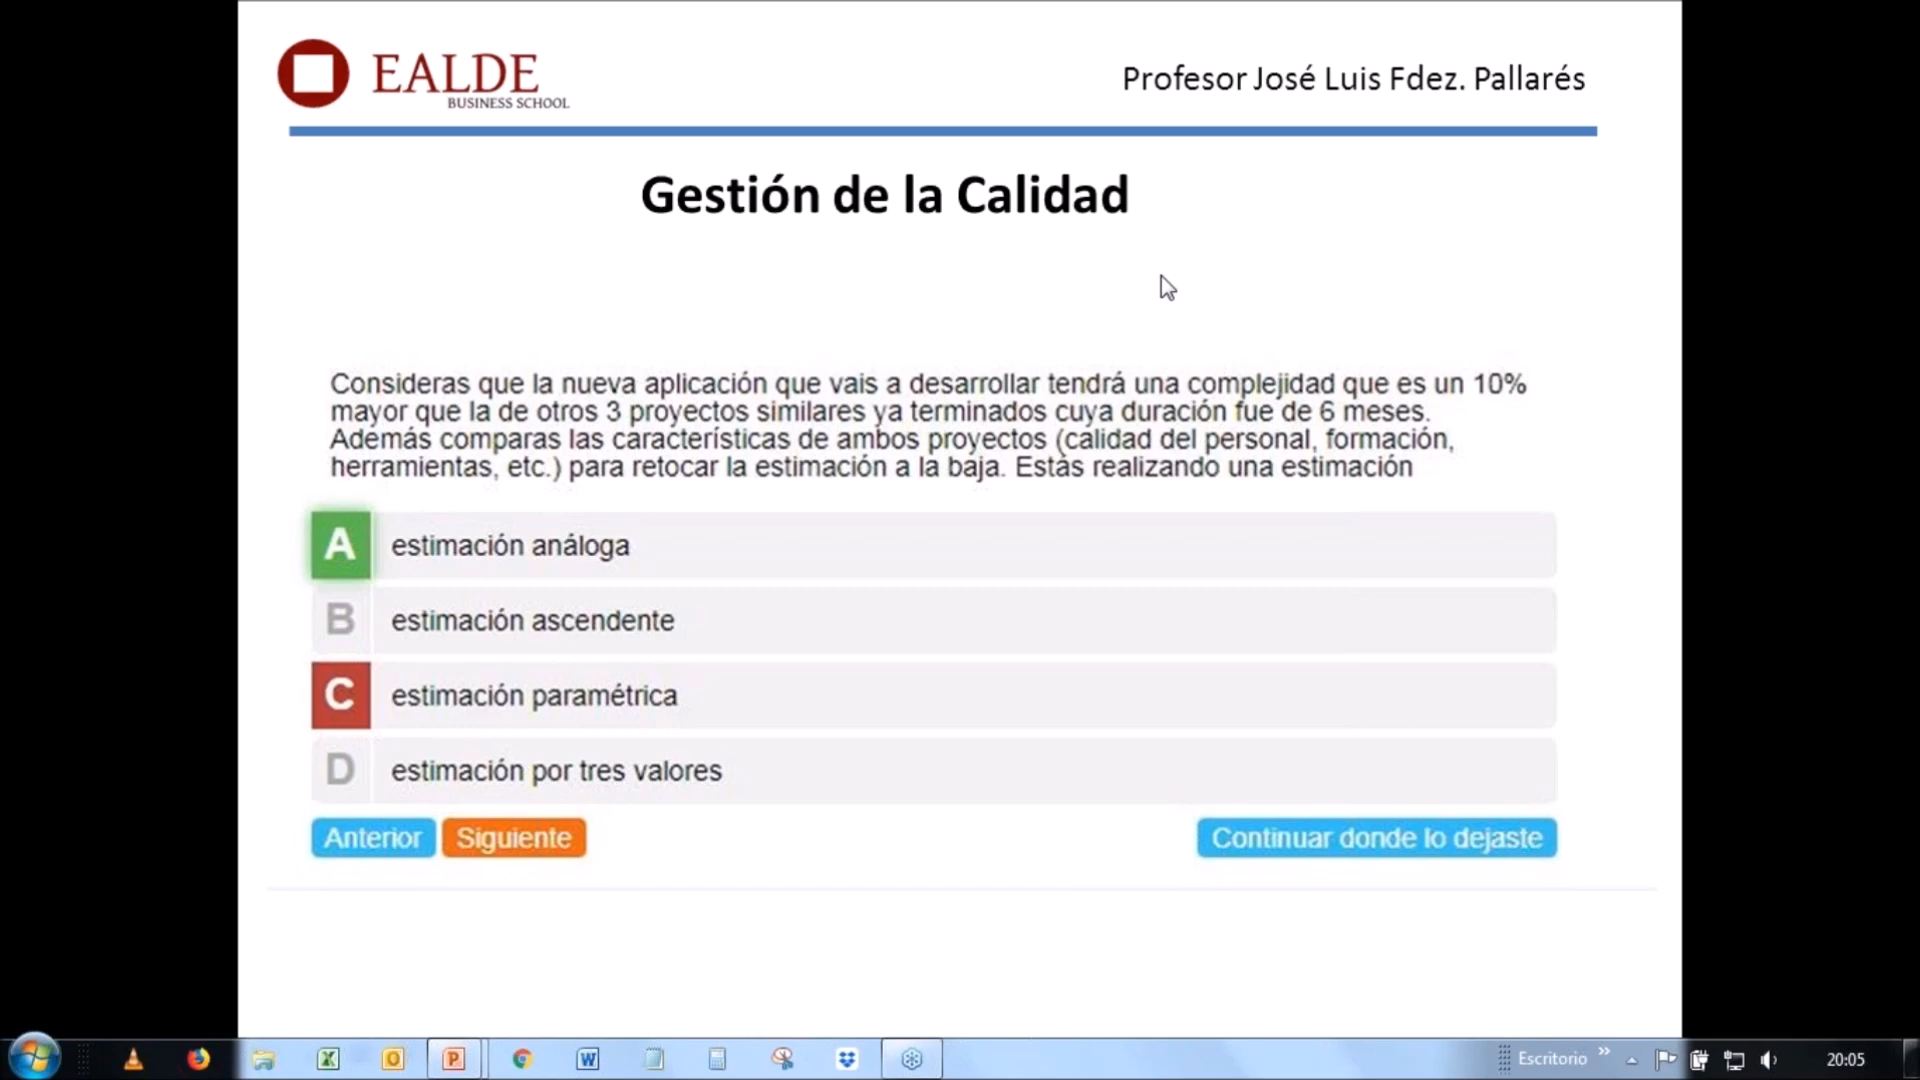 EALDE
BUSINESS SCHOOL
Profesor José Luis Fdez. Pallarés
Gestión de la Calidad
Consideras que la nueva aplicación que vais a desarrollar tendrá una complejidad que es un 10%
mayor que la de otros 3 proyectos similares ya terminados cuya duración fue de 6 meses.
Además comparas las características de ambos proyectos (calidad del personal, formación,
herramientas, etc.) para retocar la estimación a la baja. Estás realizando una estimación
A estimación análoga
B estimación ascendente
C estimación paramétrica
D estimación por tres valores
Anterior Siguiente Continuar donde lo dejaste
Escritorio 20:05